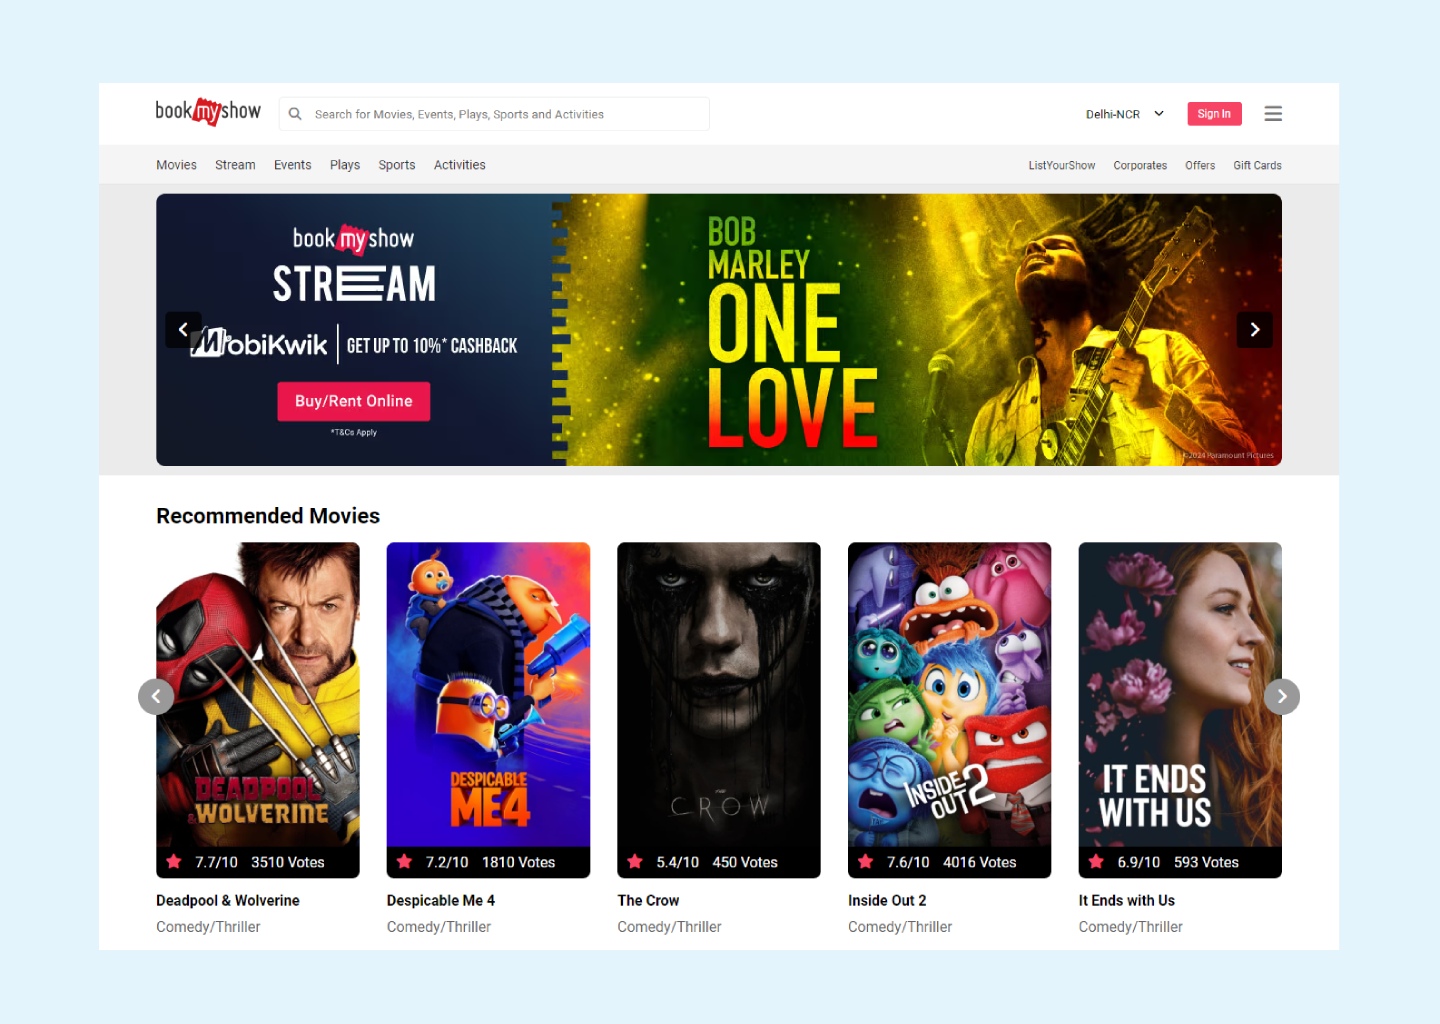 book my show
Search for Movies, Events, Plays, Sports and Activities
Delhi-NCR
Sign In
Movies Stream Events Plays Sports Activities
ListYourShow Corporates Offers Gift Cards
book my show
STREAM
MobiKwik GET UP TO 10%* CASHBACK
Buy/Rent Online
*T&Cs Apply
BOB
MARLEY
ONE
LOVE
©2024 Paramount Pictures
Recommended Movies
DEADPOOL
& WOLVERINE
7.7/10 3510 Votes
Deadpool & Wolverine
Comedy/Thriller
DESPICABLE
ME4
7.2/10 1810 Votes
Despicable Me 4
Comedy/Thriller
THE
CROW
5.4/10 450 Votes
The Crow
Comedy/Thriller
INSIDE
OUT 2
7.6/10 4016 Votes
Inside Out 2
Comedy/Thriller
IT ENDS
WITH US
6.9/10 593 Votes
It Ends with Us
Comedy/Thriller